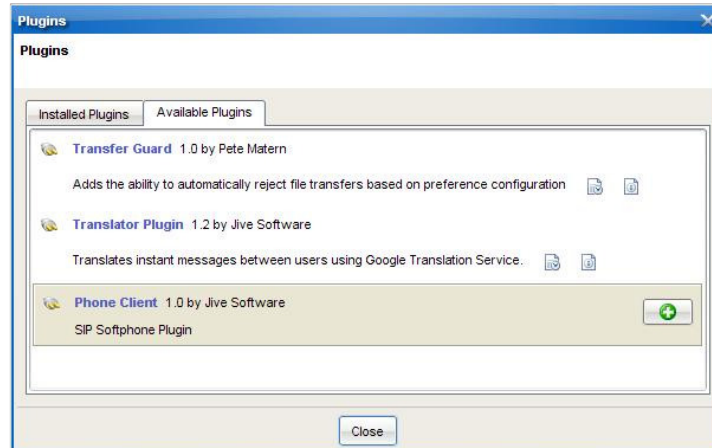 Plugins
Plugins
Installed Plugins Available Plugins
Transfer Guard 1.0 by Pete Matern
Adds the ability to automatically reject file transfers based on preference configuration
Translator Plugin 1.2 by Jive Software
Translates instant messages between users using Google Translation Service.
Phone Client 1.0 by Jive Software
SIP Softphone Plugin
Close